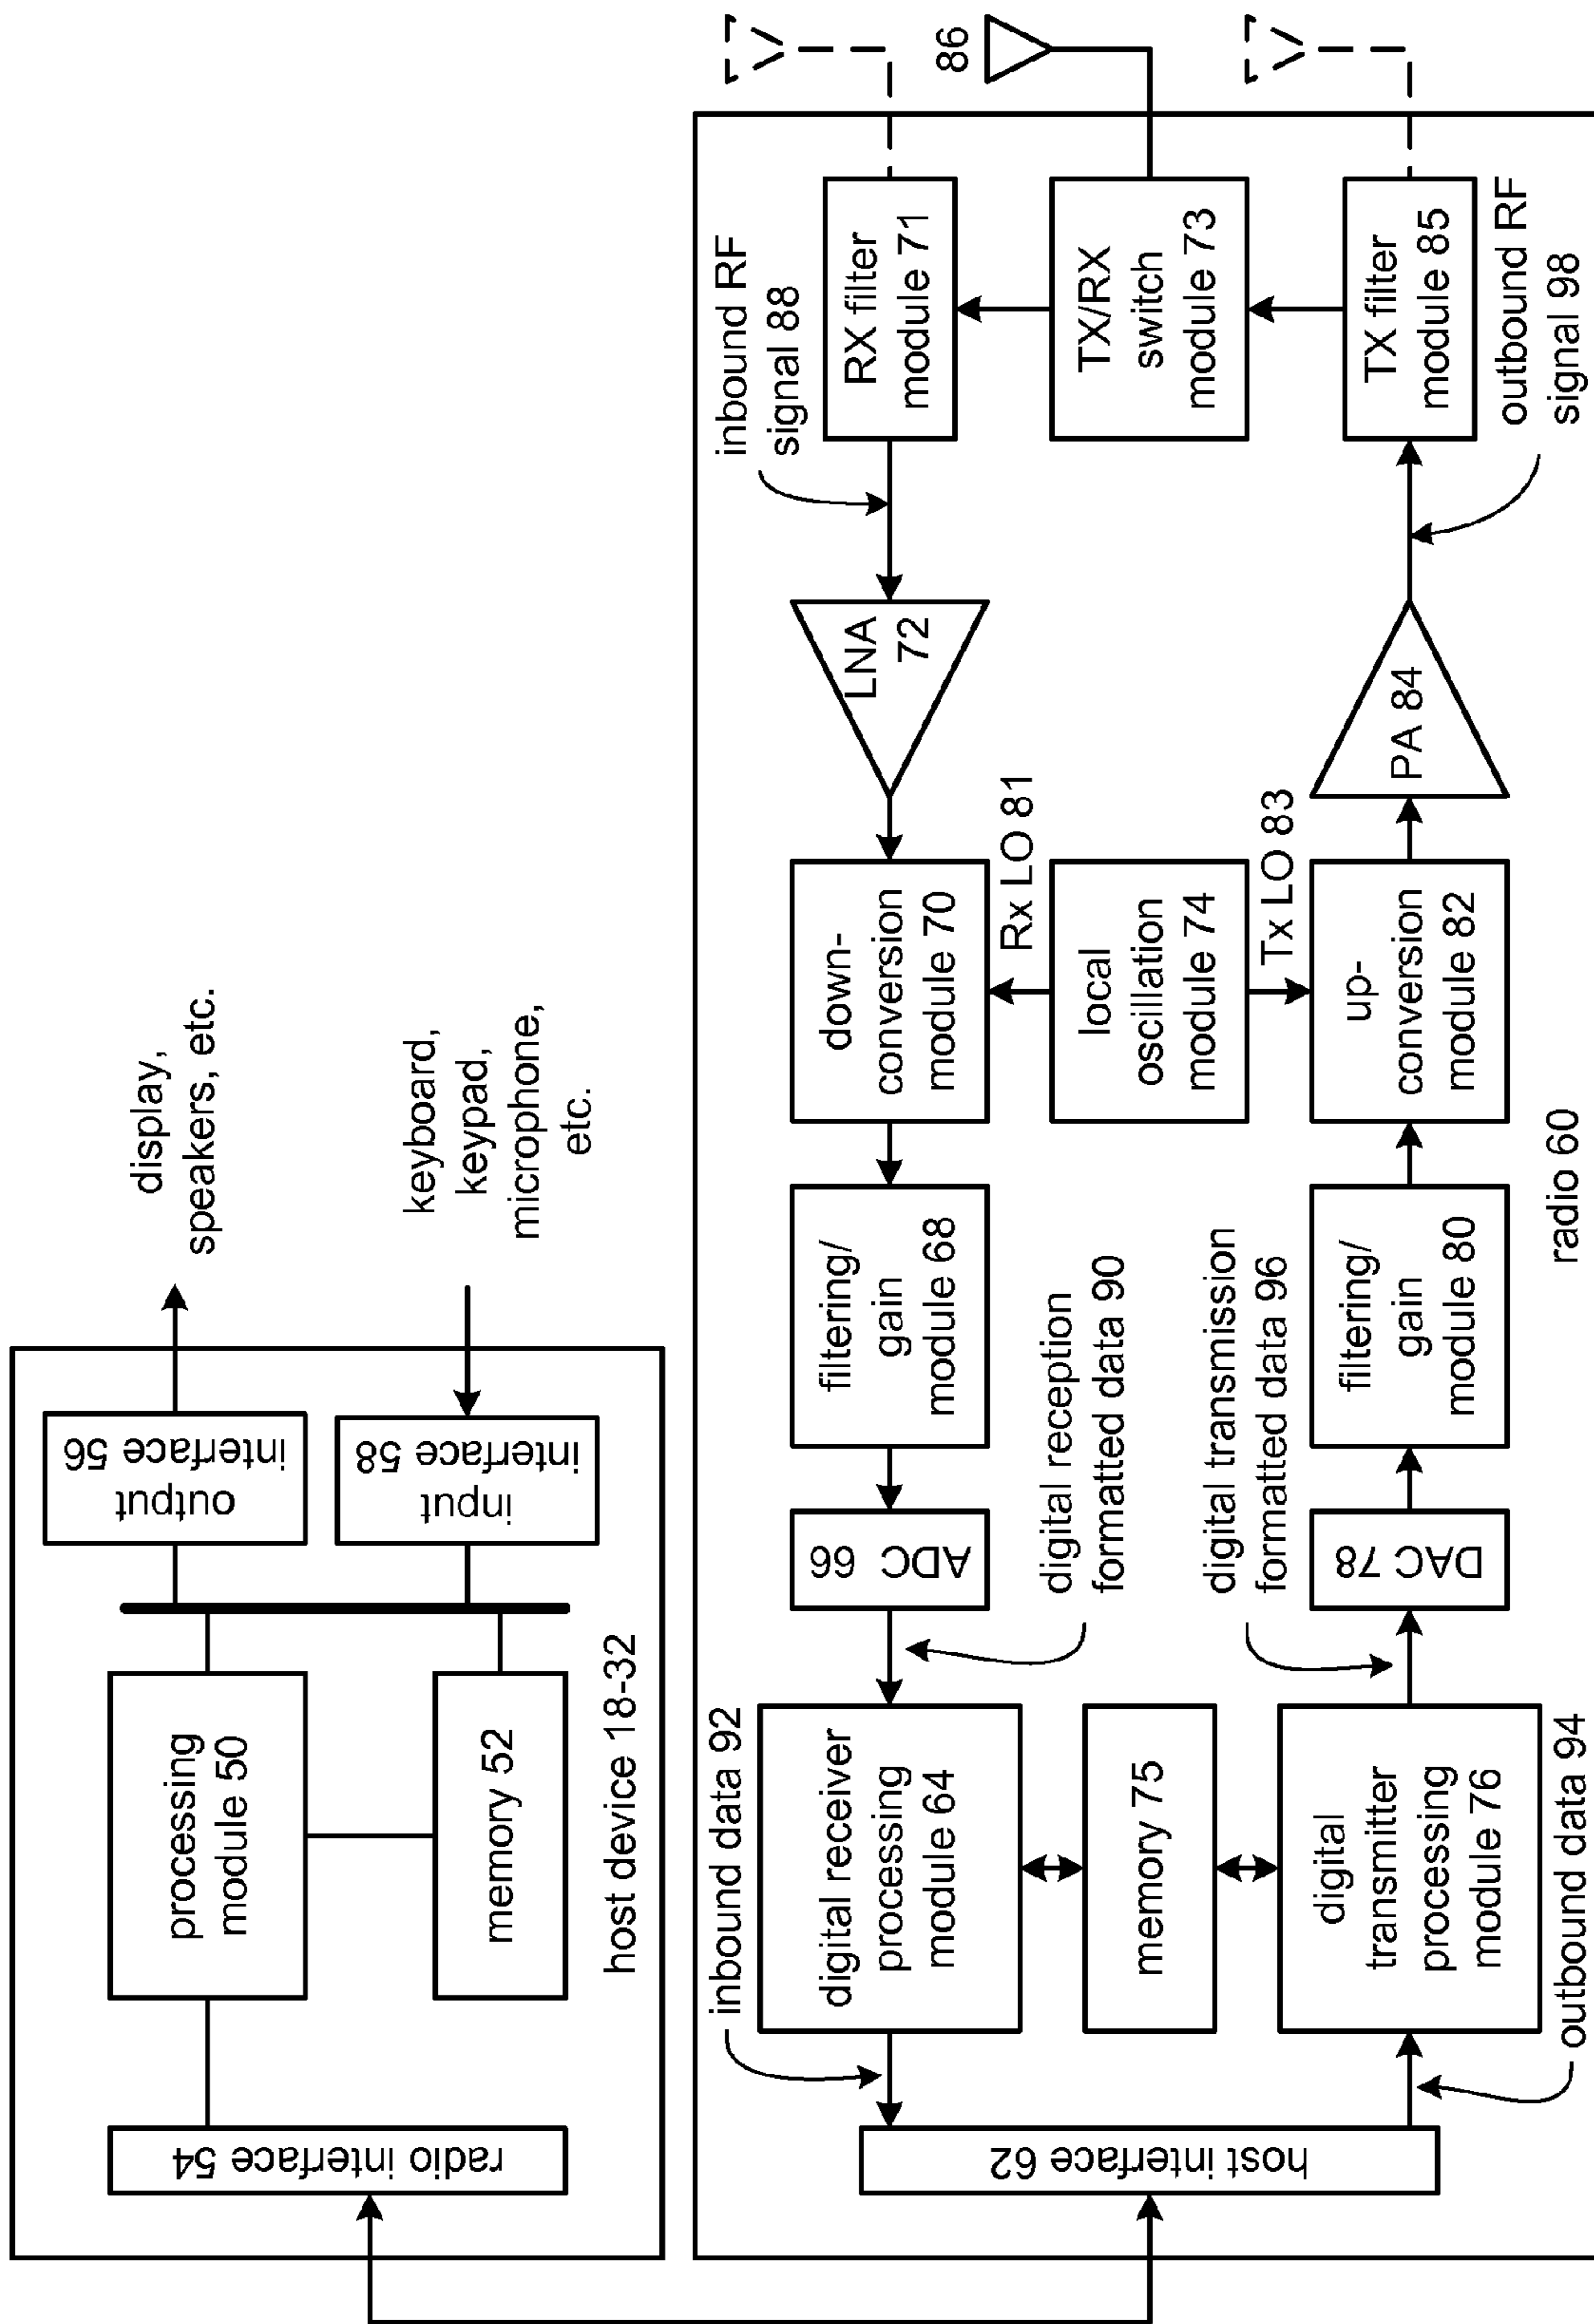 radio interface 54
processing
module 50
memory 52
output
interface 56
input
interface 58
display,
speakers, etc.
keyboard,
keypad,
microphone,
etc.
host device 18-32
host interface 62
inbound data 92
digital receiver
processing
module 64
memory 75
digital
transmitter
processing
module 76
outbound data 94
ADC 66
digital reception
formatted data 90
digital transmission
formatted data 96
DAC 78
filtering/
gain
module 68
filtering/
gain
module 80
radio 60
down-
conversion
module 70
Rx LO 81
local
oscillation
module 74
Tx LO 83
up-
conversion
module 82
LNA
72
PA 84
inbound RF
signal 88
RX filter
module 71
TX/RX
switch
module 73
TX filter
module 85
outbound RF
signal 98
86